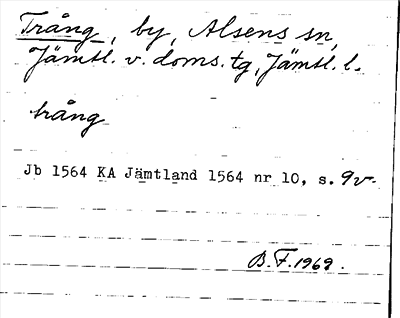 Trång, by, Alsens sn,
Jämtl. v. doms. tg, Jämtl. l.
trång
Jb 1564 KA Jämtland 1564 nr 10, s. 9v.
B. F. 1969.